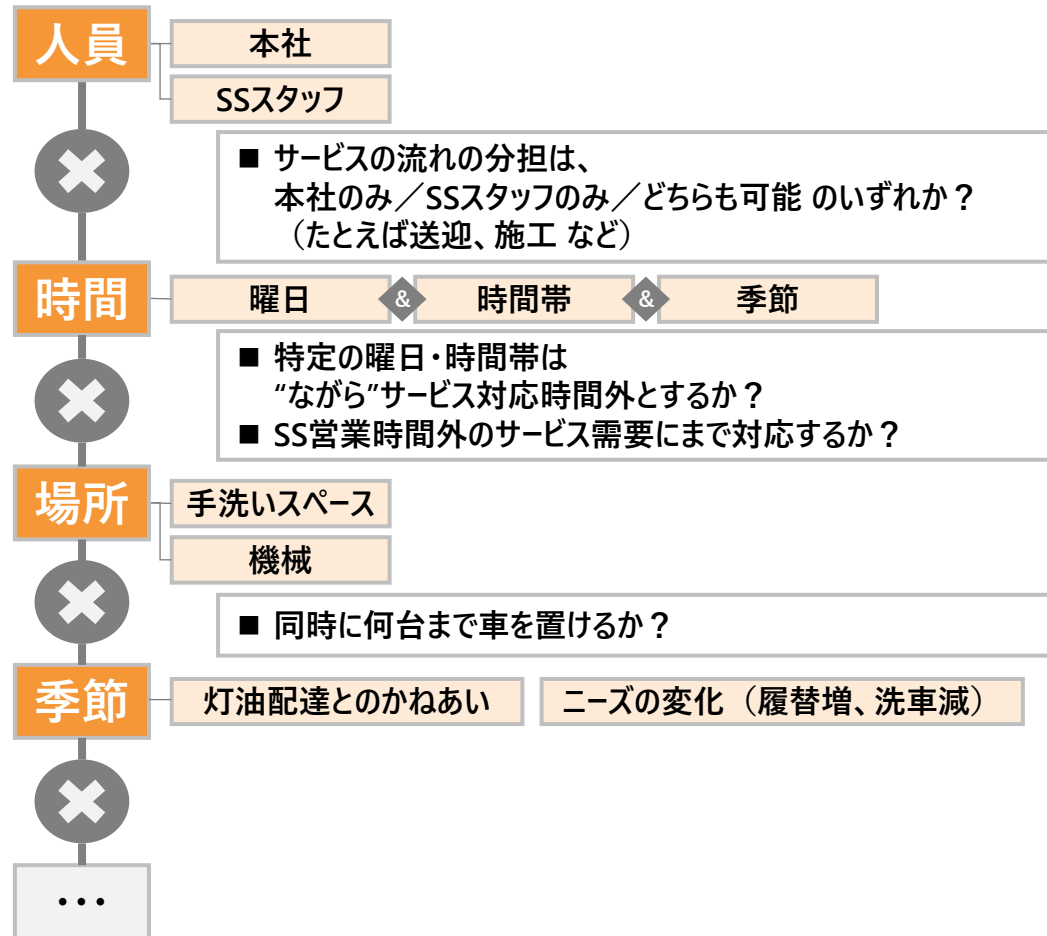 人員
本社
SSスタッフ
■ サービスの流れの分担は、
本社のみ／SSスタッフのみ／どちらも可能 のいずれか？
（たとえば送迎、施工 など）
時間
曜日 & 時間帯 & 季節
■ 特定の曜日・時間帯は
“ながら”サービス対応時間外とするか？
■ SS営業時間外のサービス需要にまで対応するか？
場所
手洗いスペース
機械
■ 同時に何台まで車を置けるか？
季節
灯油配達とのかねあい
ニーズの変化（履替増、洗車減）
・・・